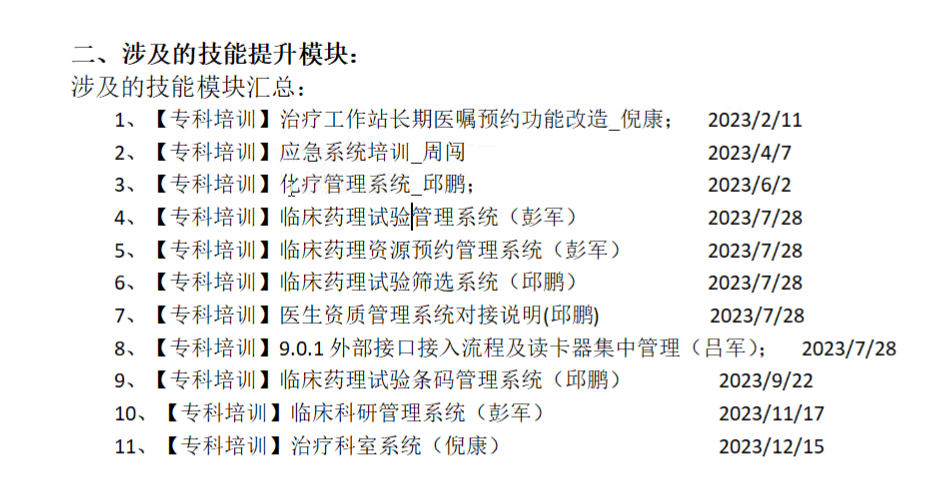 二、涉及的技能提升模块：
涉及的技能模块汇总：
1、【专科培训】治疗工作站长期医嘱预约功能改造_倪康； 2023/2/11
2、【专科培训】应急系统培训_周闯 2023/4/7
3、【专科培训】化疗管理系统_邱鹏； 2023/6/2
4、【专科培训】临床药理试验管理系统（彭军） 2023/7/28
5、【专科培训】临床药理资源预约管理系统（彭军） 2023/7/28
6、【专科培训】临床药理试验筛选系统（邱鹏） 2023/7/28
7、【专科培训】医生资质管理系统对接说明(邱鹏) 2023/7/28
8、【专科培训】9.0.1 外部接口接入流程及读卡器集中管理（吕军）； 2023/7/28
9、【专科培训】临床药理试验条码管理系统（邱鹏） 2023/9/22
10、【专科培训】临床科研管理系统（彭军） 2023/11/17
11、【专科培训】治疗科室系统（倪康） 2023/12/15